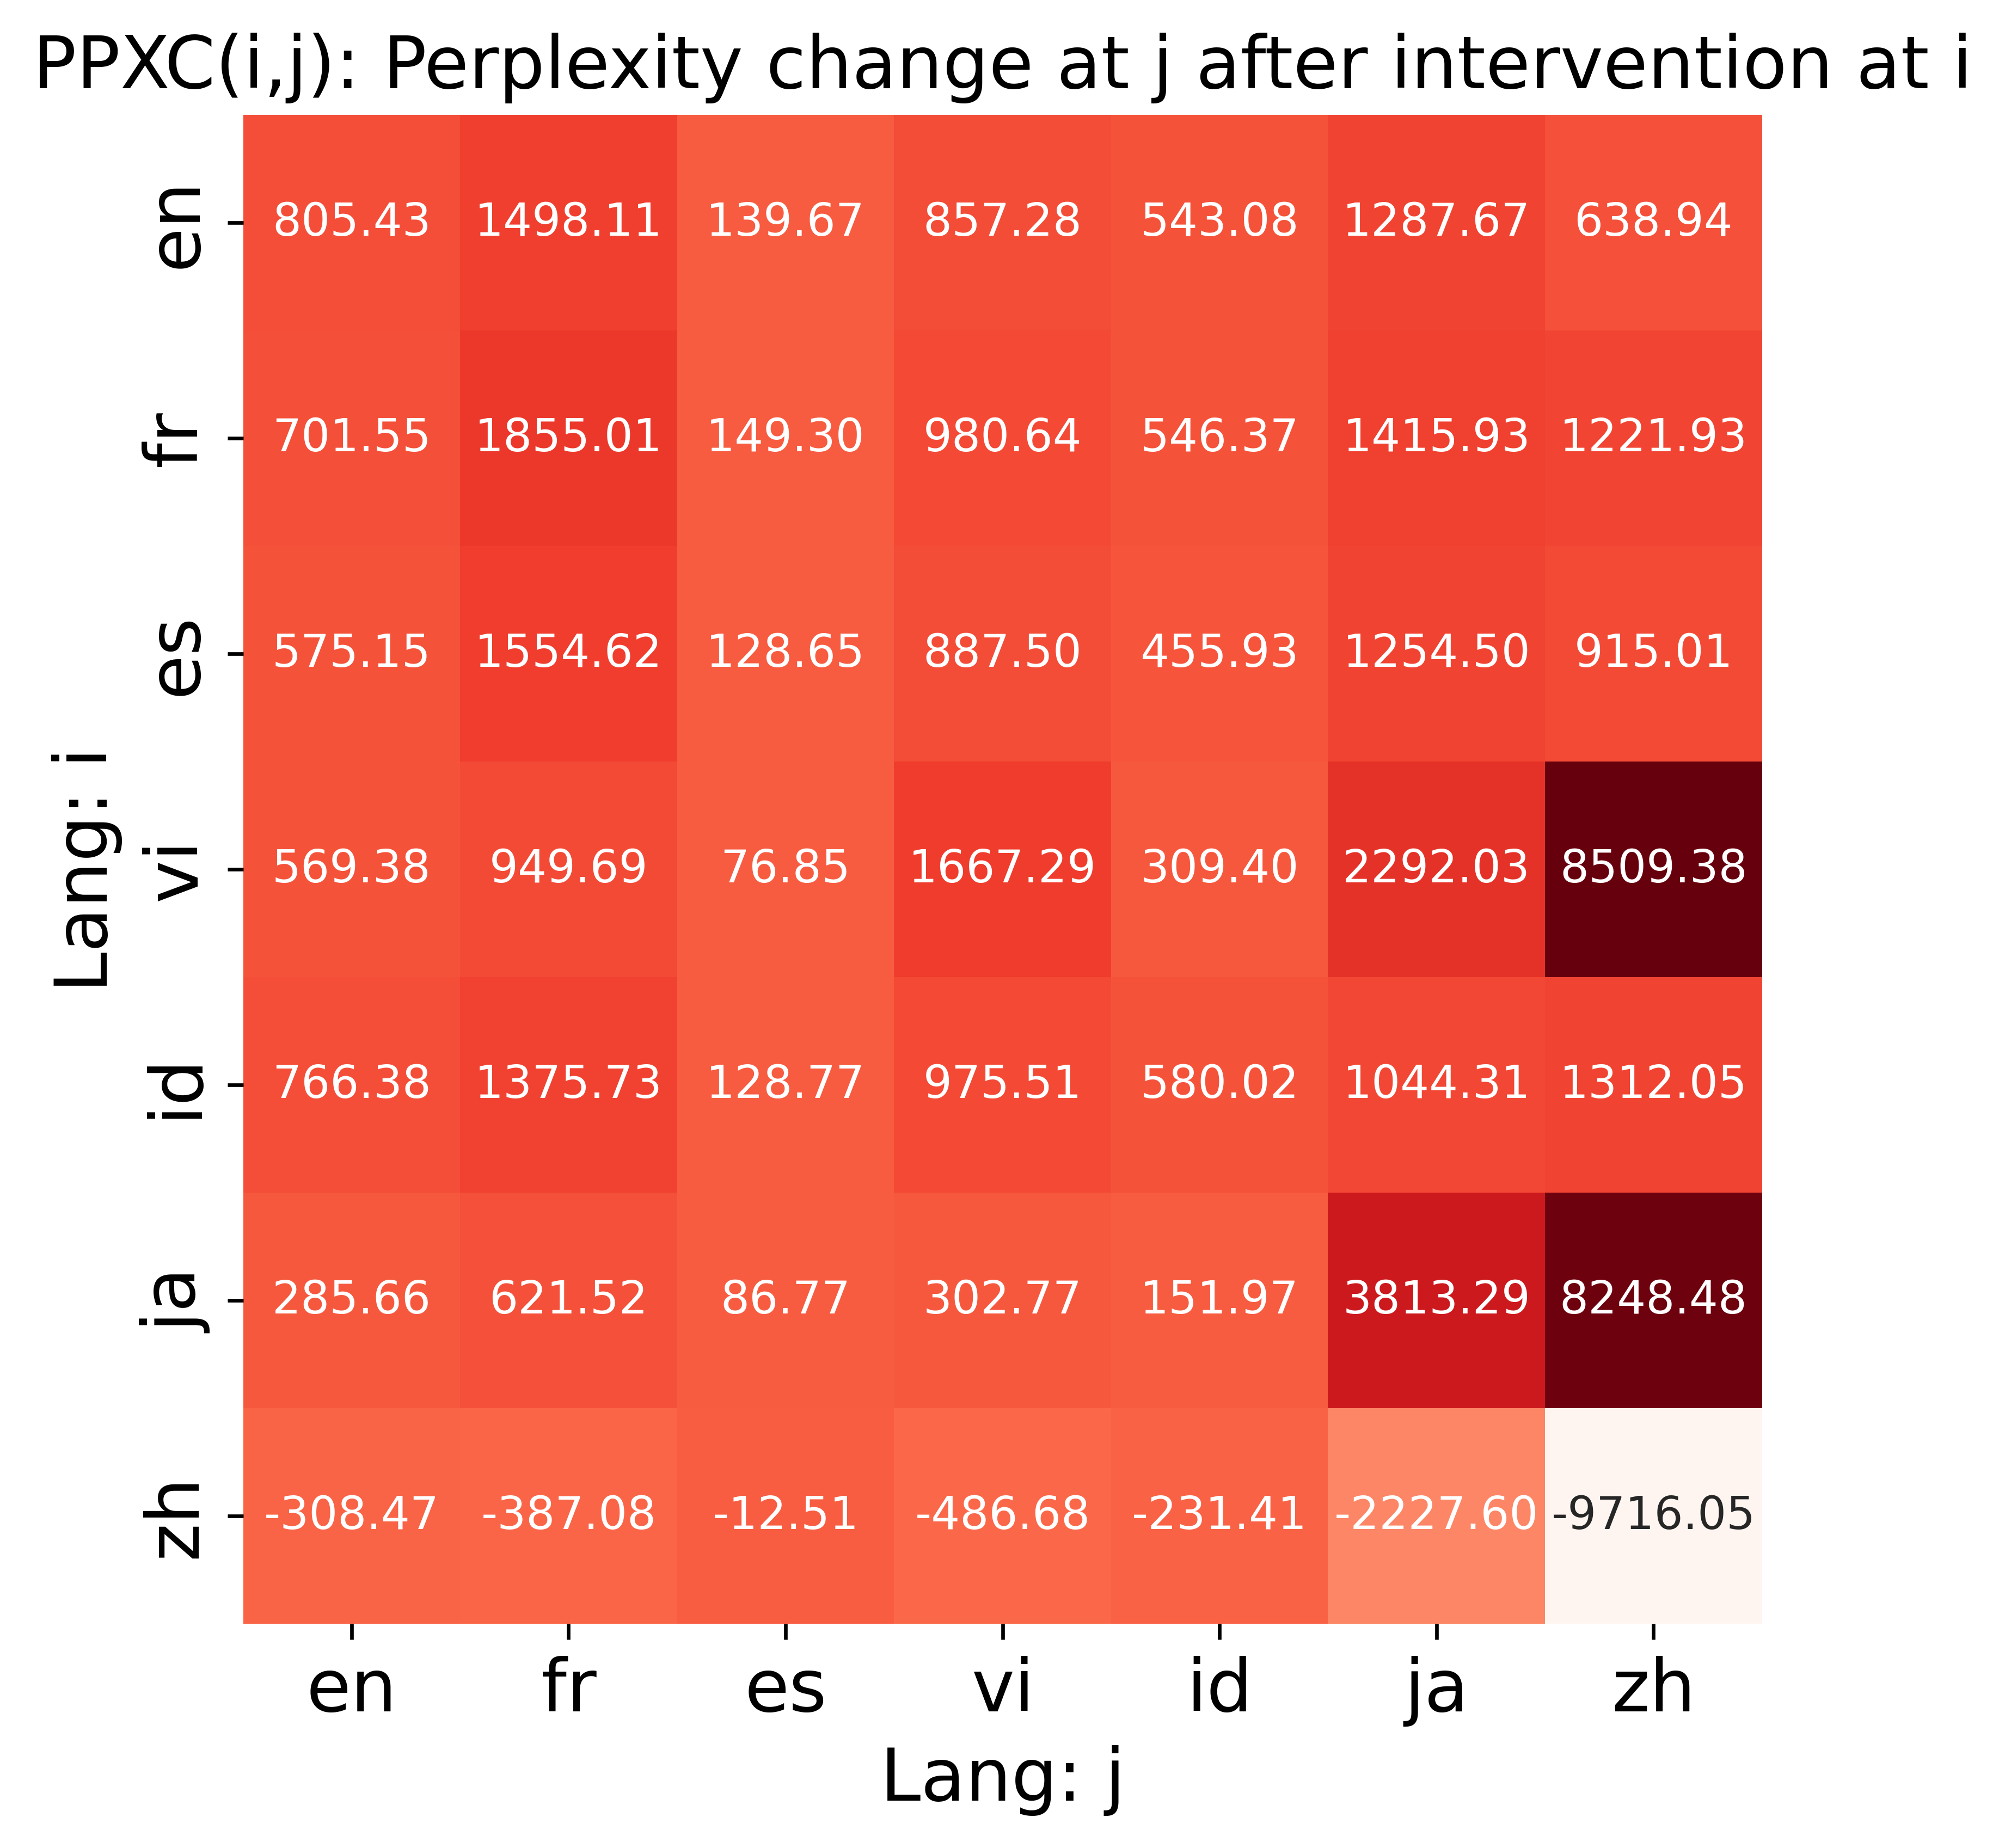 PPXC(i,j): Perplexity change at j after intervention at i
en 805.43 1498.11 139.67 857.28 543.08 1287.67 638.94
fr 701.55 1855.01 149.30 980.64 546.37 1415.93 1221.93
es 575.15 1554.62 128.65 887.50 455.93 1254.50 915.01
Lang: i
vi 569.38 949.69 76.85 1667.29 309.40 2292.03 8509.38
id 766.38 1375.73 128.77 975.51 580.02 1044.31 1312.05
ja 285.66 621.52 86.77 302.77 151.97 3813.29 8248.48
zh -308.47 -387.08 -12.51 -486.68 -231.41 -2227.60 -9716.05
en fr es vi id ja zh
Lang: j